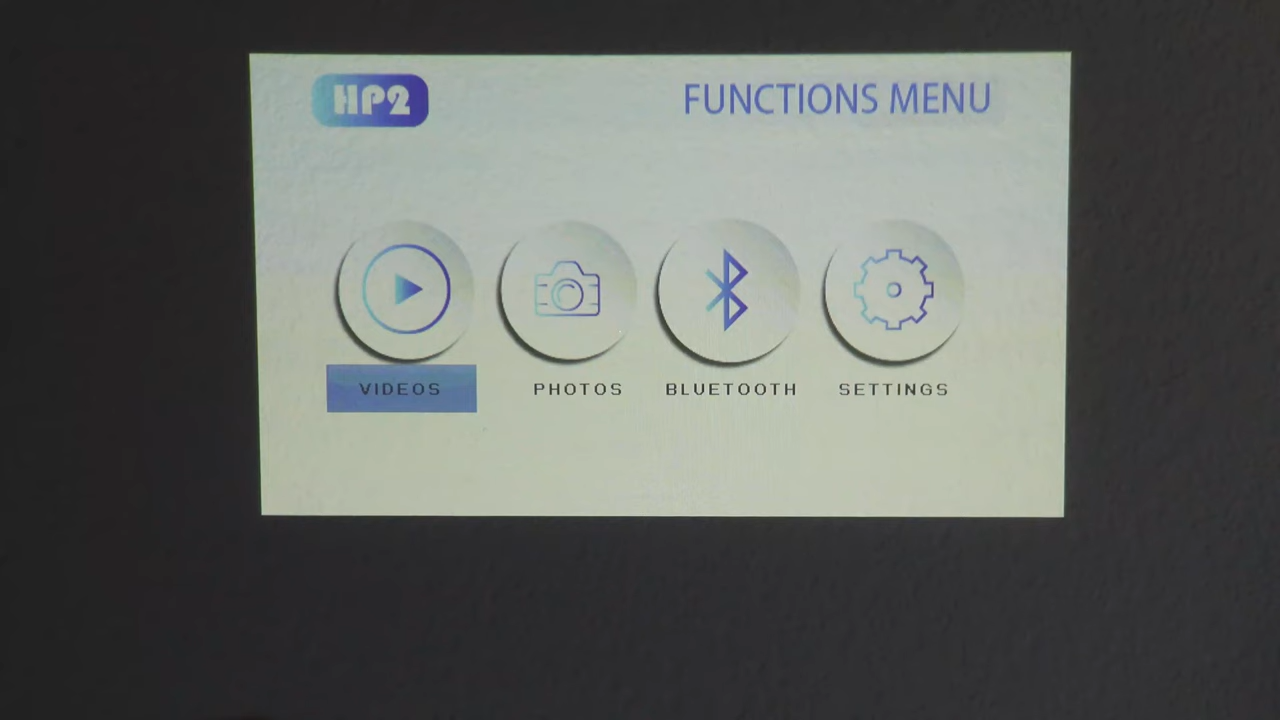 HP2
FUNCTIONS MENU
VIDEOS
PHOTOS
BLUETOOTH
SETTINGS